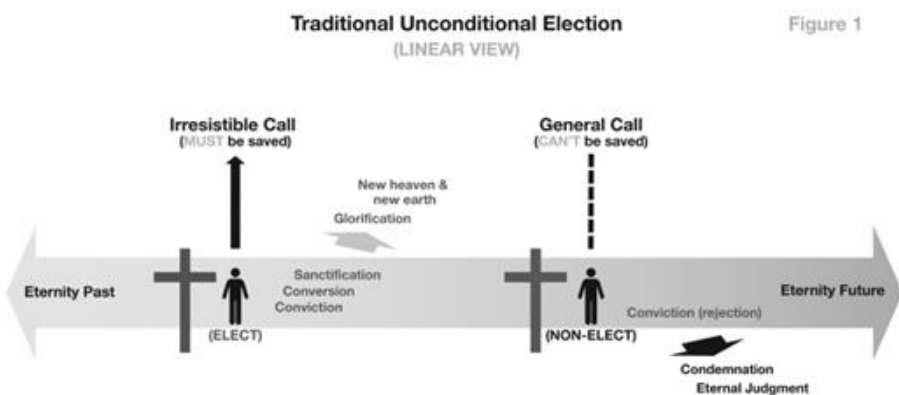 Traditional Unconditional Election
(LINEAR VIEW)
Figure 1
Irresistible Call
(MUST be saved)
General Call
(CAN'T be saved)
New heaven &
new earth
Glorification
Eternity Past
Sanctification
Conversion
Conviction
(ELECT)
(NON-ELECT)
Conviction (rejection)
Eternity Future
Condemnation
Eternal Judgment